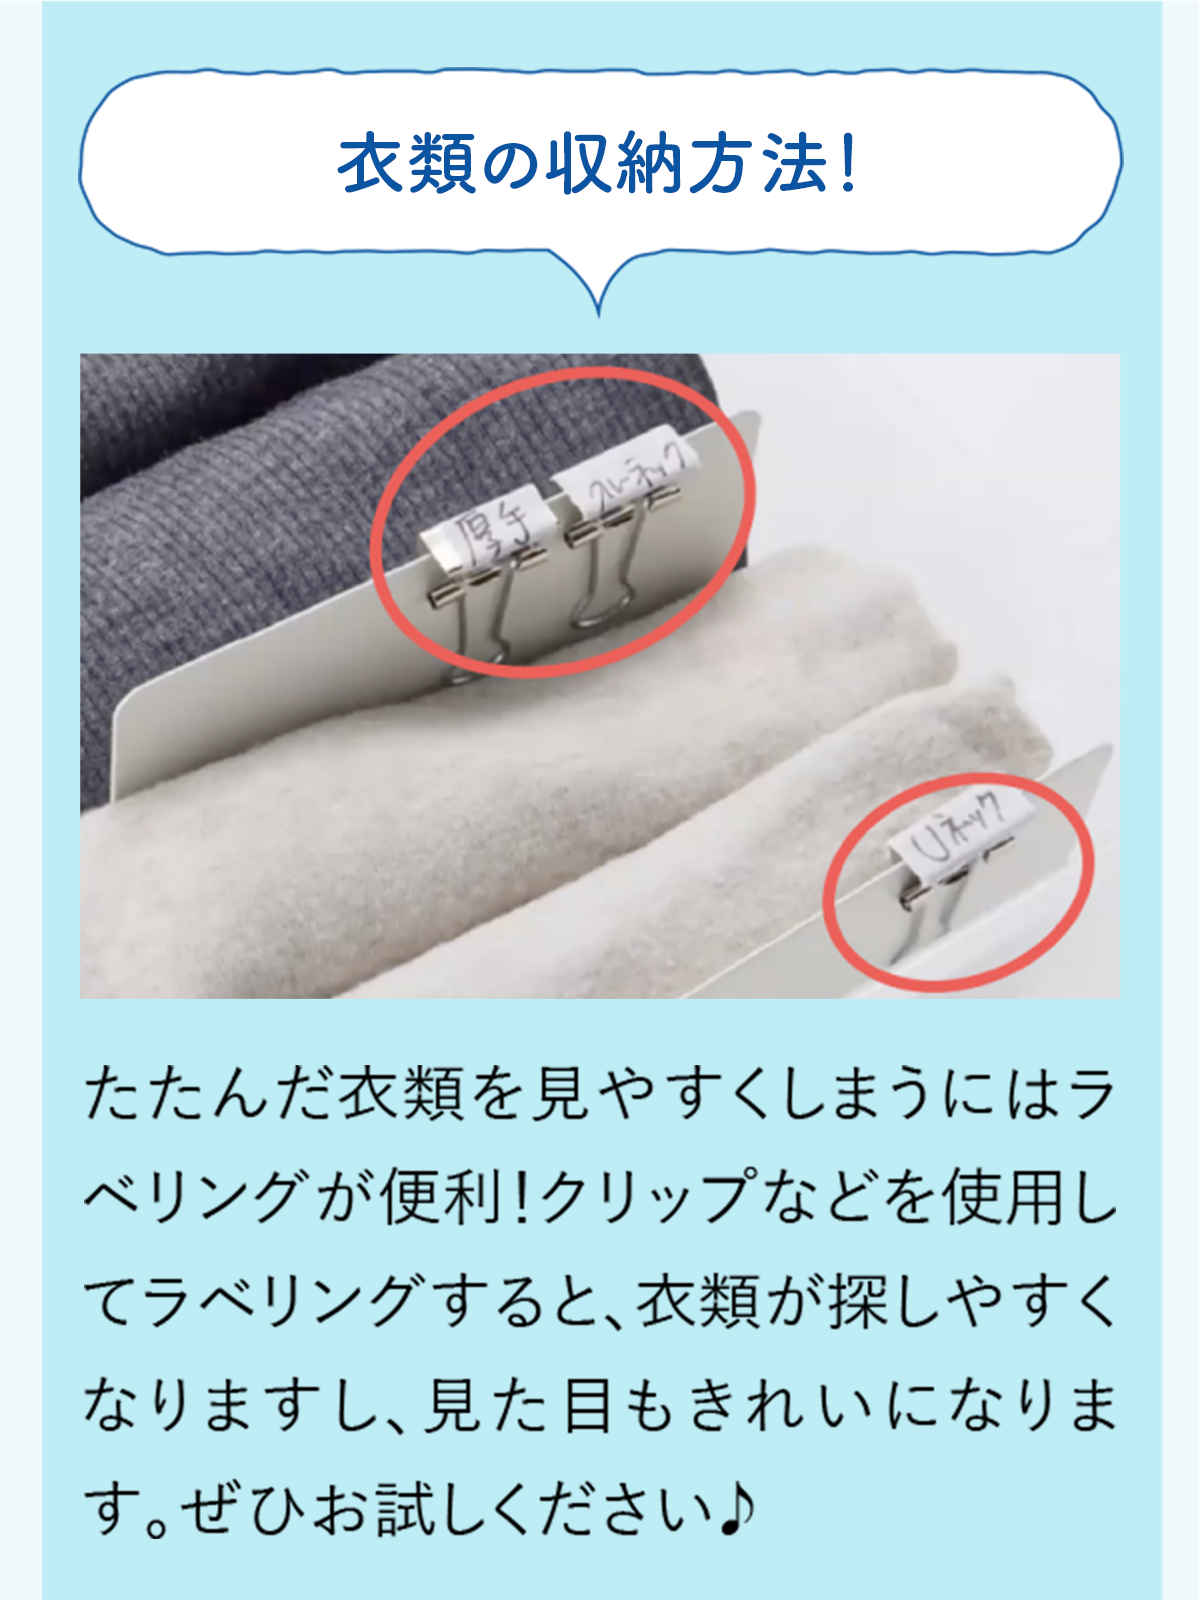 衣類の収納方法!
厚手
クルーネック
Uネック
たたんだ衣類を見やすくしまうにはラ
ベリングが便利!クリップなどを使用し
てラベリングすると、衣類が探しやすく
なりますし、見た目もきれいになりま
す。ぜひお試しください♪